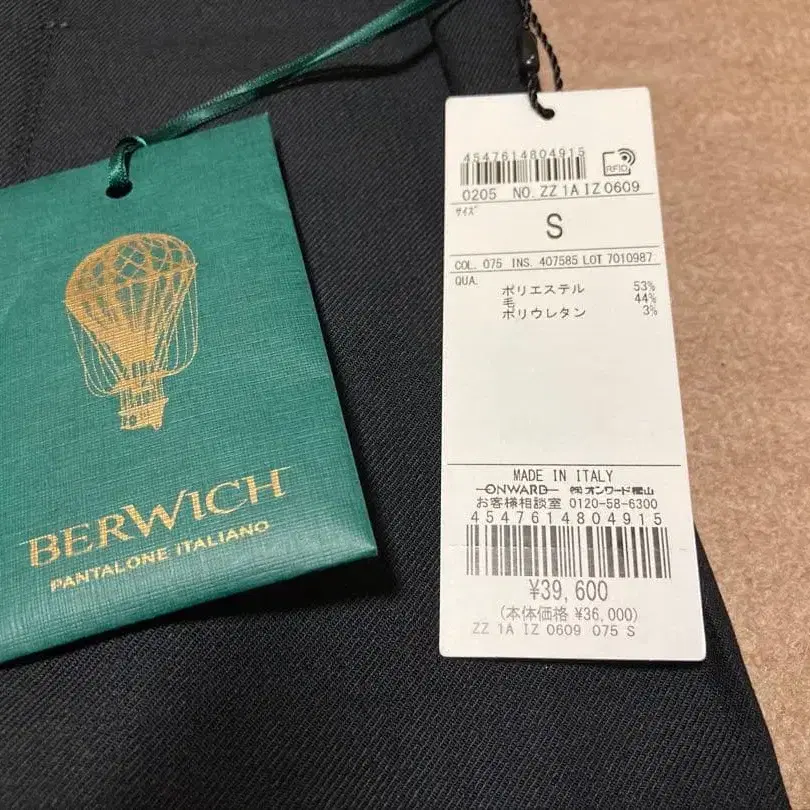 BERWICH
PANTALONE ITALIANO
4547614804915
RFID
0205 NO. ZZ 1A IZ 0609
サイズ
S
COL. 075 INS. 407585 LOT 7010987
QUA.
ポリエステル 53%
毛 44%
ポリウレタン 3%
MADE IN ITALY
ONWARD ㈱オンワード樫山
お客様相談室 0120-58-6300
4547614804915
¥39,600
(本体価格 ¥36,000)
ZZ 1A IZ 0609 075 S